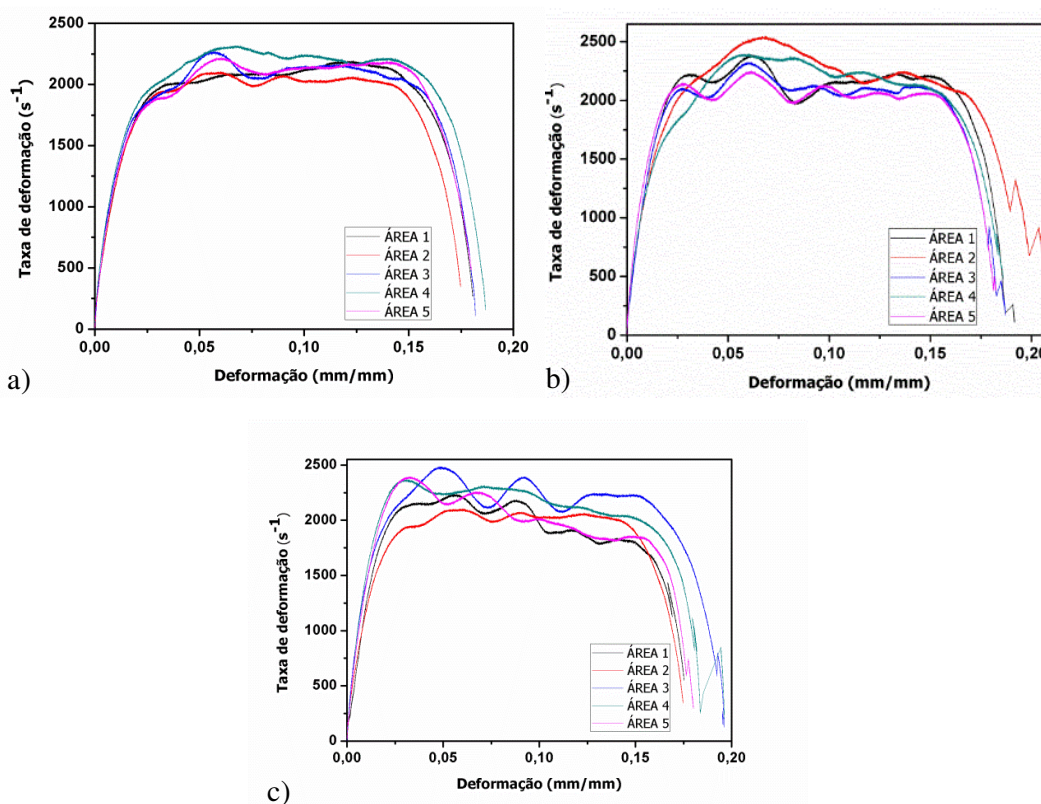 2500
2000
1500
1000
500
0
Taxa de deformação (s-1)
ÁREA 1
ÁREA 2
ÁREA 3
ÁREA 4
ÁREA 5
0,00 0,05 0,10 0,15 0,20
Deformação (mm/mm)
a)
2500
2000
1500
1000
500
0
Taxa de deformação (s-1)
ÁREA 1
ÁREA 2
ÁREA 3
ÁREA 4
ÁREA 5
0,00 0,05 0,10 0,15 0,20
Deformação (mm/mm)
b)
2500
2000
1500
1000
500
0
Taxa de deformação (s-1)
ÁREA 1
ÁREA 2
ÁREA 3
ÁREA 4
ÁREA 5
0,00 0,05 0,10 0,15 0,20
Deformação (mm/mm)
c)